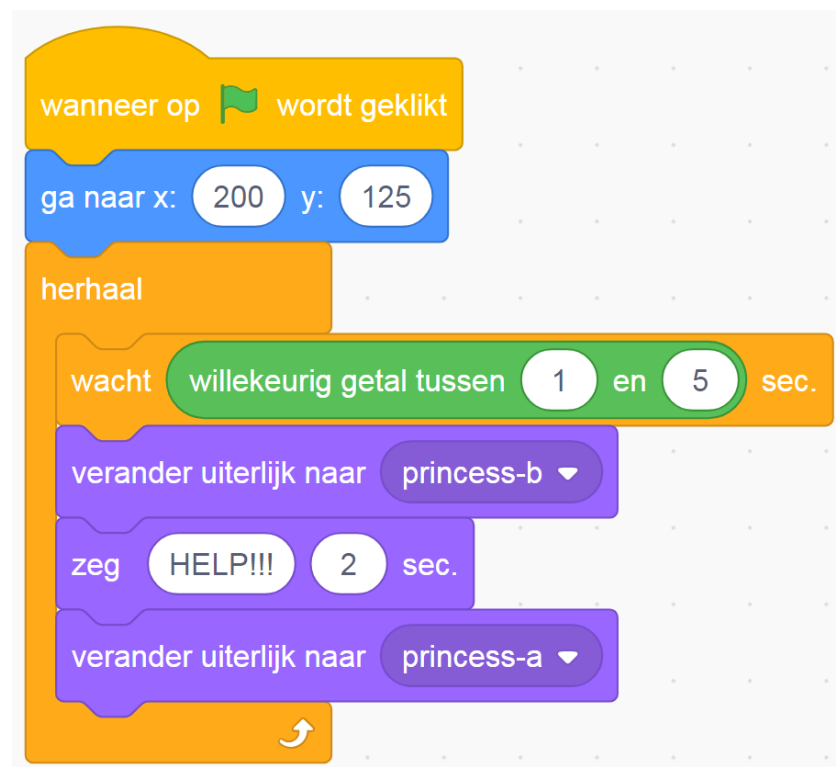 wanneer op wordt geklikt
ga naar x: 200 y: 125
herhaal
wacht willekeurig getal tussen 1 en 5 sec.
verander uiterlijk naar princess-b
zeg HELP!!! 2 sec.
verander uiterlijk naar princess-a